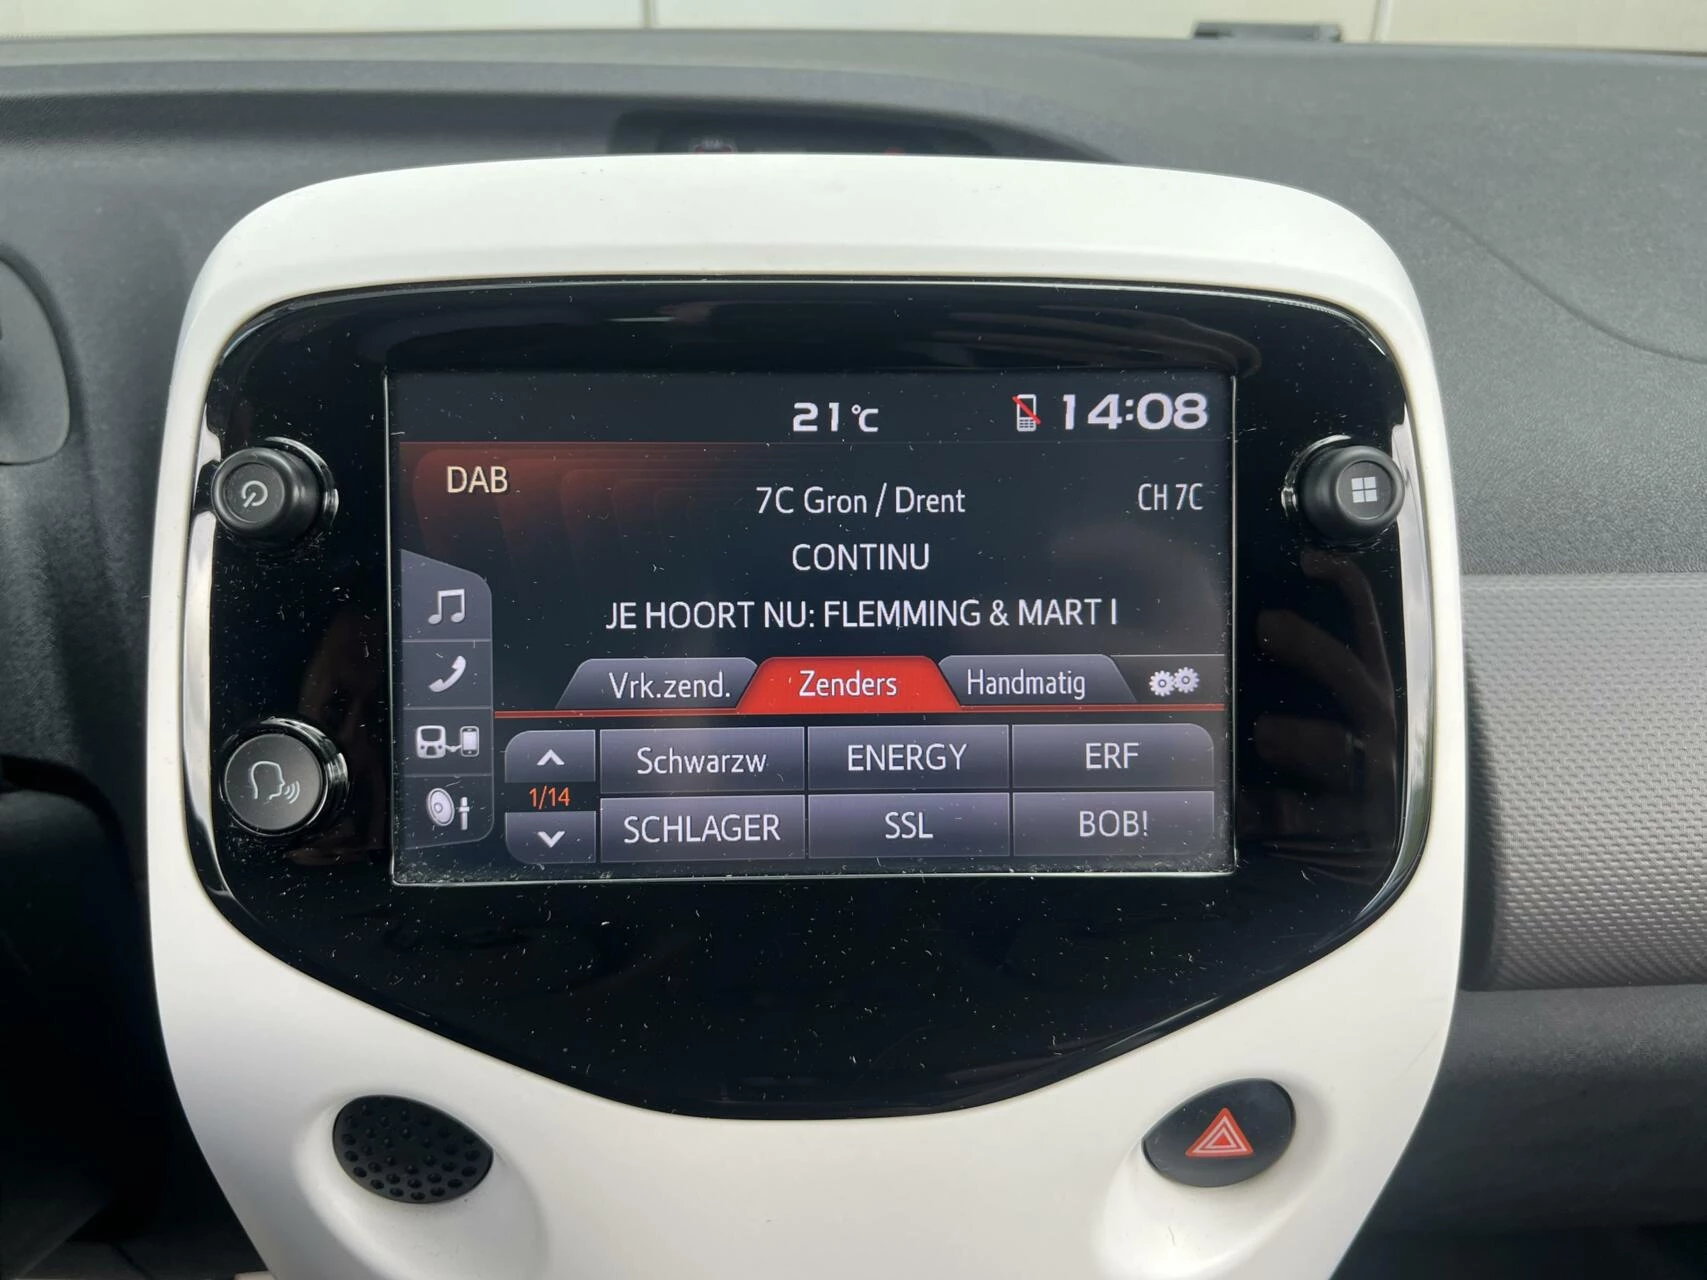 21°C 14:08
DAB
7C Gron / Drent CH 7C
CONTINU
JE HOORT NU: FLEMMING & MART I
Vrk.zend. Zenders Handmatig
Schwarzw ENERGY ERF
1/14
SCHLAGER SSL BOB!